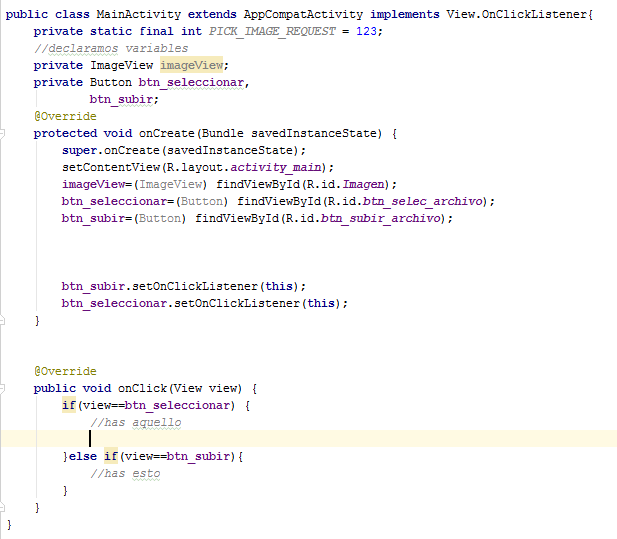 public class MainActivity extends AppCompatActivity implements View.OnClickListener{
    private static final int PICK_IMAGE_REQUEST = 123;
    //declaramos variables
    private ImageView imageView;
    private Button btn_seleccionar,
            btn_subir;
    @Override
    protected void onCreate(Bundle savedInstanceState) {
        super.onCreate(savedInstanceState);
        setContentView(R.layout.activity_main);
        imageView=(ImageView) findViewById(R.id.Imagen);
        btn_seleccionar=(Button) findViewById(R.id.btn_selec_archivo);
        btn_subir=(Button) findViewById(R.id.btn_subir_archivo);
        btn_subir.setOnClickListener(this);
        btn_seleccionar.setOnClickListener(this);
    }
    @Override
    public void onClick(View view) {
        if(view==btn_seleccionar) {
            //has aquello
        }else if(view==btn_subir){
            //has esto
        }
    }
}